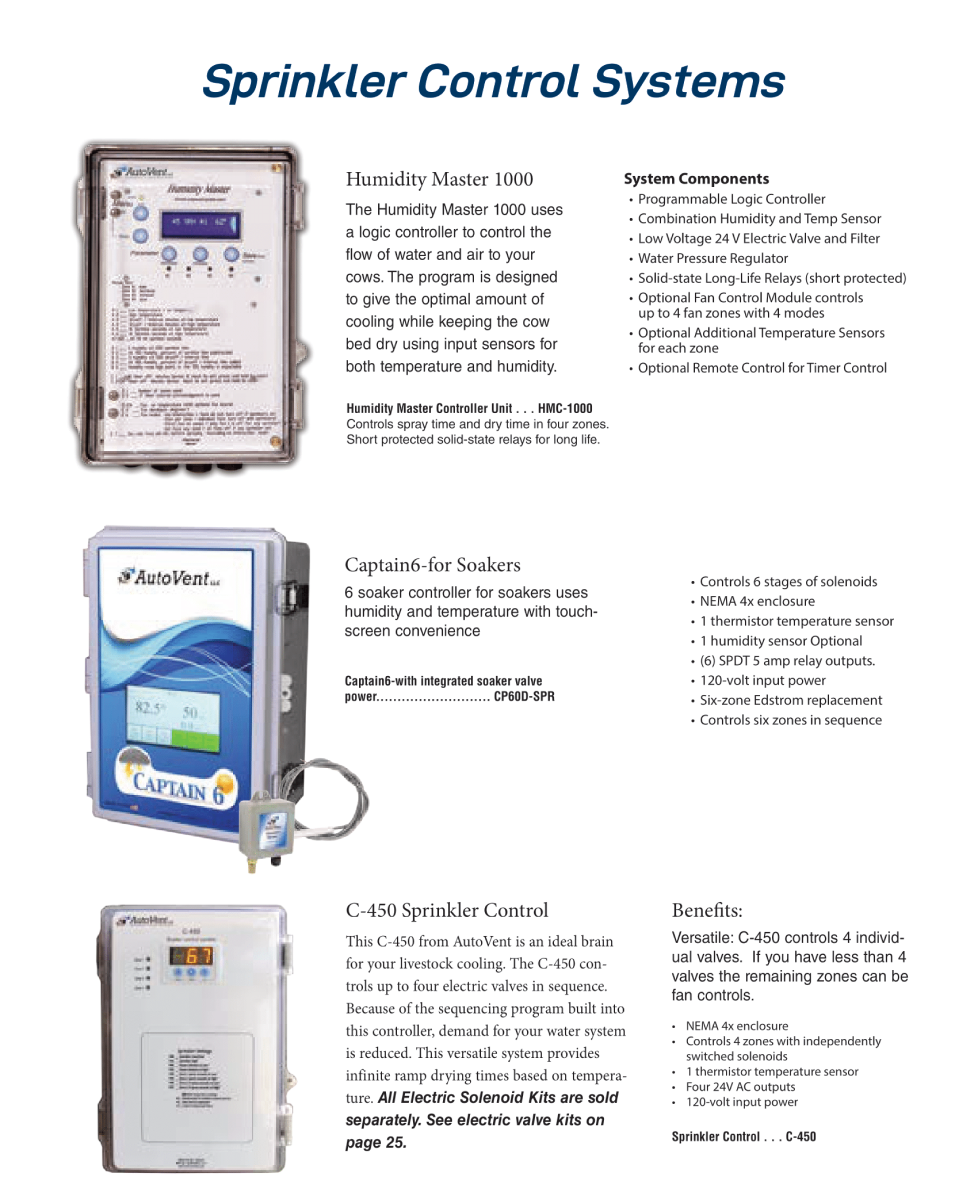 Sprinkler Control Systems
AutoVent
Humidity Master
Humidity Master 1000
The Humidity Master 1000 uses
a logic controller to control the
flow of water and air to your
cows. The program is designed
to give the optimal amount of
cooling while keeping the cow
bed dry using input sensors for
both temperature and humidity.
Humidity Master Controller Unit . . . HMC-1000
Controls spray time and dry time in four zones.
Short protected solid-state relays for long life.
System Components
• Programmable Logic Controller
• Combination Humidity and Temp Sensor
• Low Voltage 24 V Electric Valve and Filter
• Water Pressure Regulator
• Solid-state Long-Life Relays (short protected)
• Optional Fan Control Module controls
up to 4 fan zones with 4 modes
• Optional Additional Temperature Sensors
for each zone
• Optional Remote Control for Timer Control
AutoVent LLC
82.5° 50
CAPTAIN 6
Captain6-for Soakers
6 soaker controller for soakers uses
humidity and temperature with touch-
screen convenience
Captain6-with integrated soaker valve
power........................... CP60D-SPR
• Controls 6 stages of solenoids
• NEMA 4x enclosure
• 1 thermistor temperature sensor
• 1 humidity sensor Optional
• (6) SPDT 5 amp relay outputs.
• 120-volt input power
• Six-zone Edstrom replacement
• Controls six zones in sequence
AutoVent
C-450
67
Sprinkler Settings
C-450 Sprinkler Control
This C-450 from AutoVent is an ideal brain
for your livestock cooling. The C-450 con-
trols up to four electric valves in sequence.
Because of the sequencing program built into
this controller, demand for your water system
is reduced. This versatile system provides
infinite ramp drying times based on tempera-
ture. All Electric Solenoid Kits are sold
separately. See electric valve kits on
page 25.
Benefits:
Versatile: C-450 controls 4 individ-
ual valves. If you have less than 4
valves the remaining zones can be
fan controls.
• NEMA 4x enclosure
• Controls 4 zones with independently
switched solenoids
• 1 thermistor temperature sensor
• Four 24V AC outputs
• 120-volt input power
Sprinkler Control . . . C-450